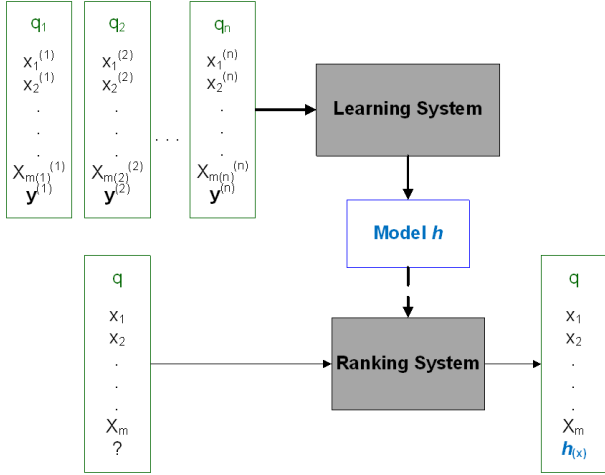 q1
x1(1)
x2(1)
.
.
.
Xm(1)(1)
y(1)
q2
x1(2)
x2(2)
.
.
.
Xm(2)(2)
y(2)
. . .
qn
x1(n)
x2(n)
.
.
.
Xm(n)(n)
y(n)
Learning System
Model h
q
x1
x2
.
.
.
Xm
?
Ranking System
q
x1
x2
.
.
.
Xm
h(x)